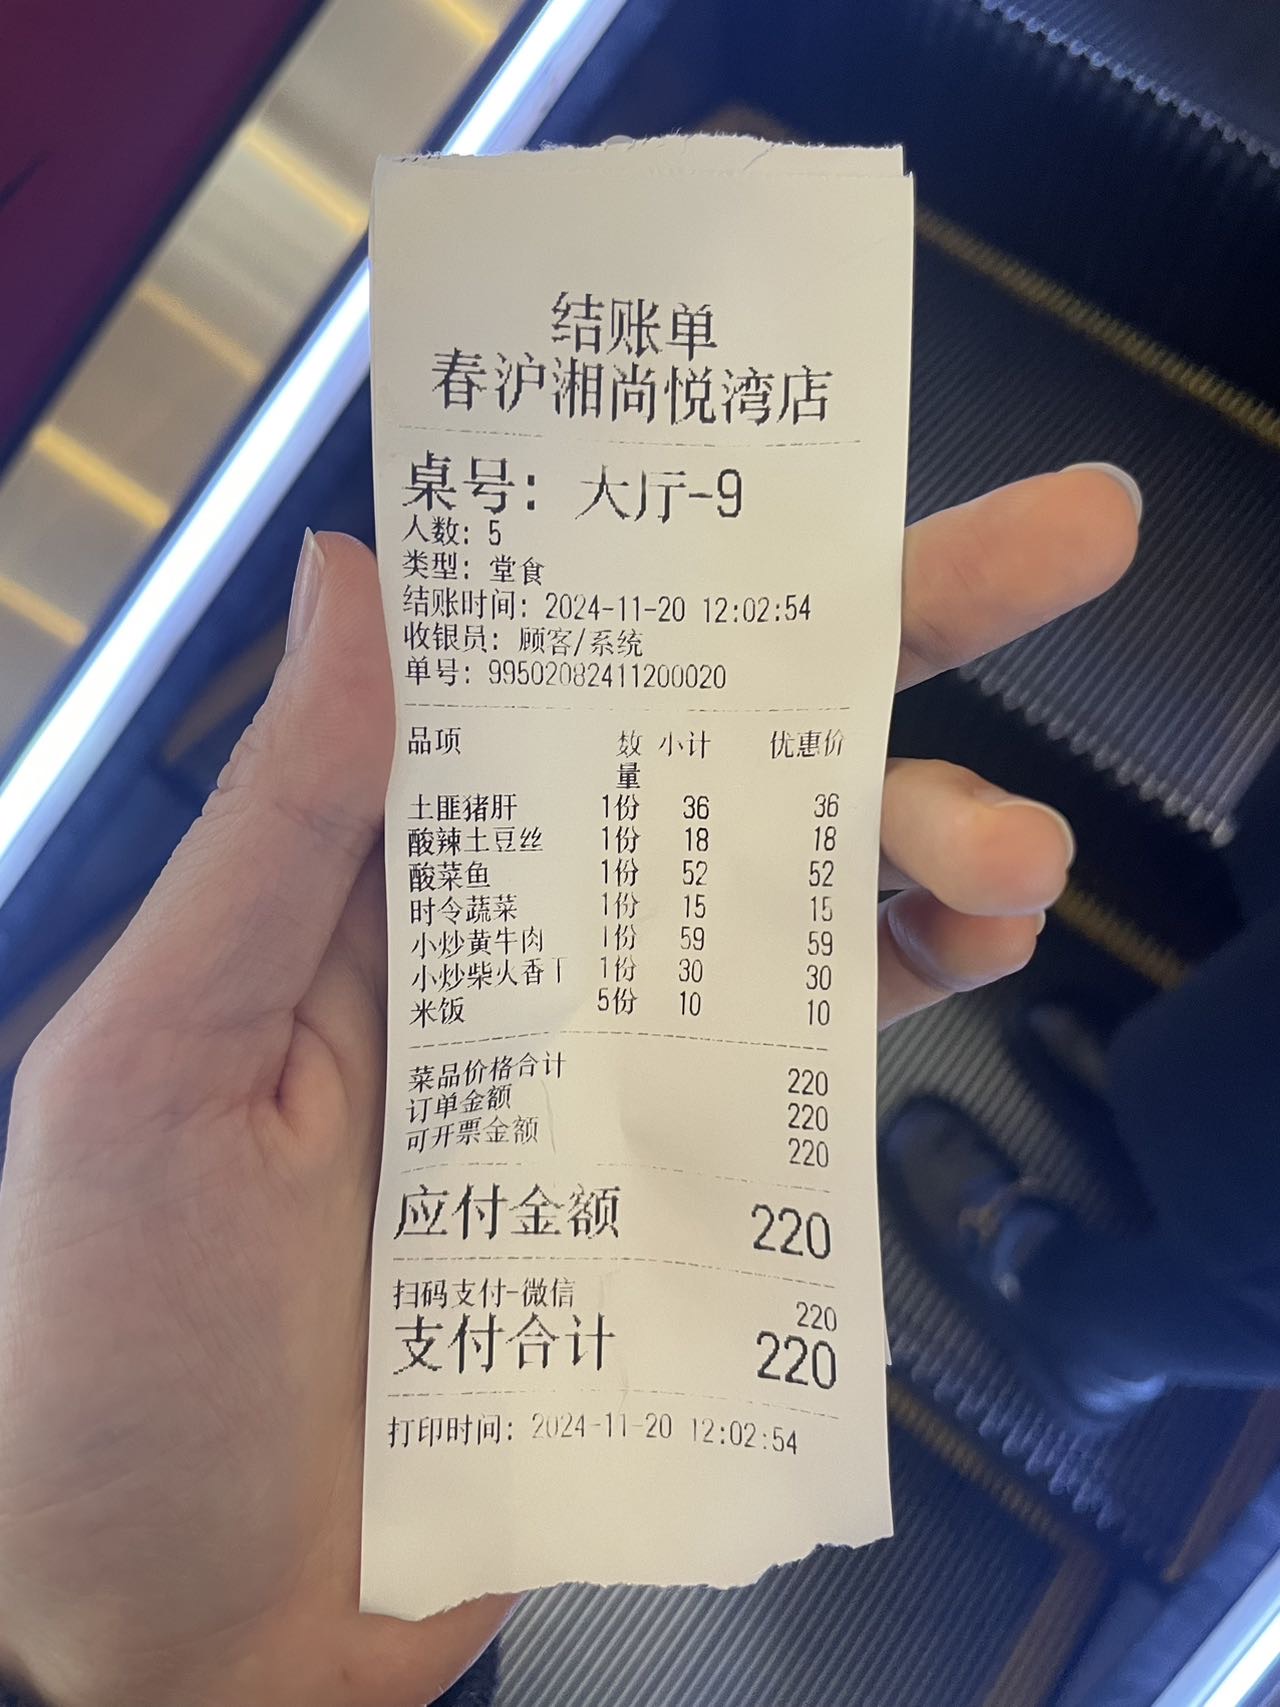 结账单
春沪湘尚悦湾店
桌号: 大厅-9
人数: 5
类型: 堂食
结账时间: 2024-11-20 12:02:54
收银员: 顾客/系统
单号: 99502082411200020
品项 数量 小计 优惠价
土匪猪肝 1份 36 36
酸辣土豆丝 1份 18 18
酸菜鱼 1份 52 52
时令蔬菜 1份 15 15
小炒黄牛肉 1份 59 59
小炒柴火香干 1份 30 30
米饭 5份 10 10
菜品价格合计 220
订单金额 220
可开票金额 220
应付金额 220
扫码支付-微信 220
支付合计 220
打印时间: 2024-11-20 12:02:54